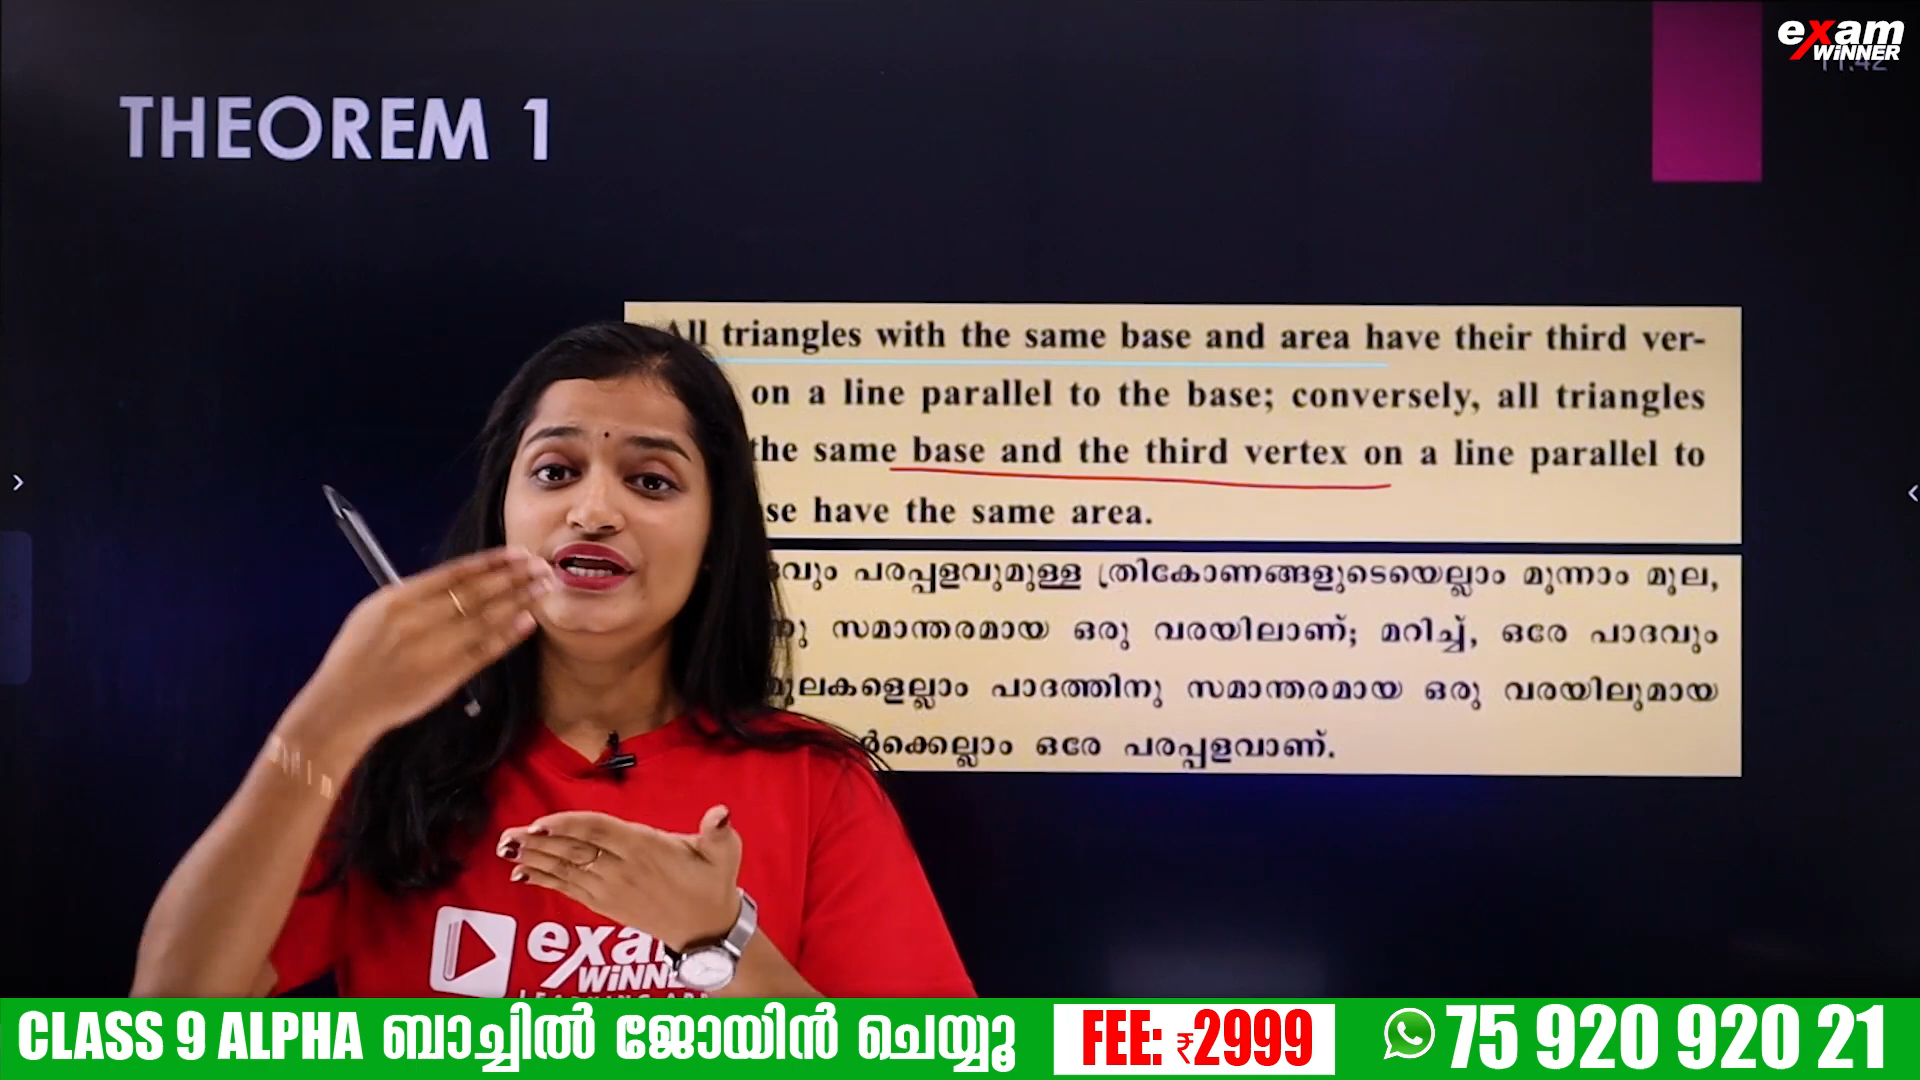 exam
WiNNER
THEOREM 1
All triangles with the same base and area have their third ver-
on a line parallel to the base; conversely, all triangles
the same base and the third vertex on a line parallel to
se have the same area.
വും പരപ്പളവുമുള്ള ത്രികോണങ്ങളുടെയെല്ലാം മൂന്നാം മൂല,
നു സമാന്തരമായ ഒരു വരയിലാണ്; മറിച്ച്, ഒരേ പാദവും
മൂലകളെല്ലാം പാദത്തിനു സമാന്തരമായ ഒരു വരയിലുമായ
ർക്കെല്ലാം ഒരേ പരപ്പളവാണ്.
exa
WiNNE
CLASS 9 ALPHA ബാച്ചിൽ ജോയിൻ ചെയ്യൂ FEE: ₹2999 75 920 920 21